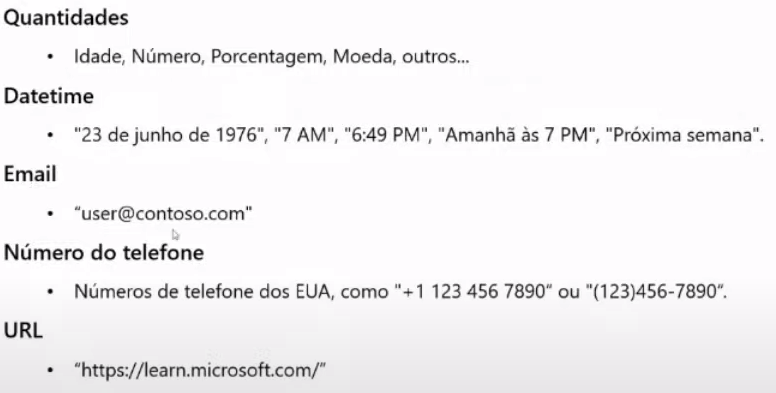 Quantidades
• Idade, Número, Porcentagem, Moeda, outros...
Datetime
• "23 de junho de 1976", "7 AM", "6:49 PM", "Amanhã às 7 PM", "Próxima semana".
Email
• “user@contoso.com"
Número do telefone
• Números de telefone dos EUA, como "+1 123 456 7890“ ou "(123)456-7890“.
URL
• “https://learn.microsoft.com/”